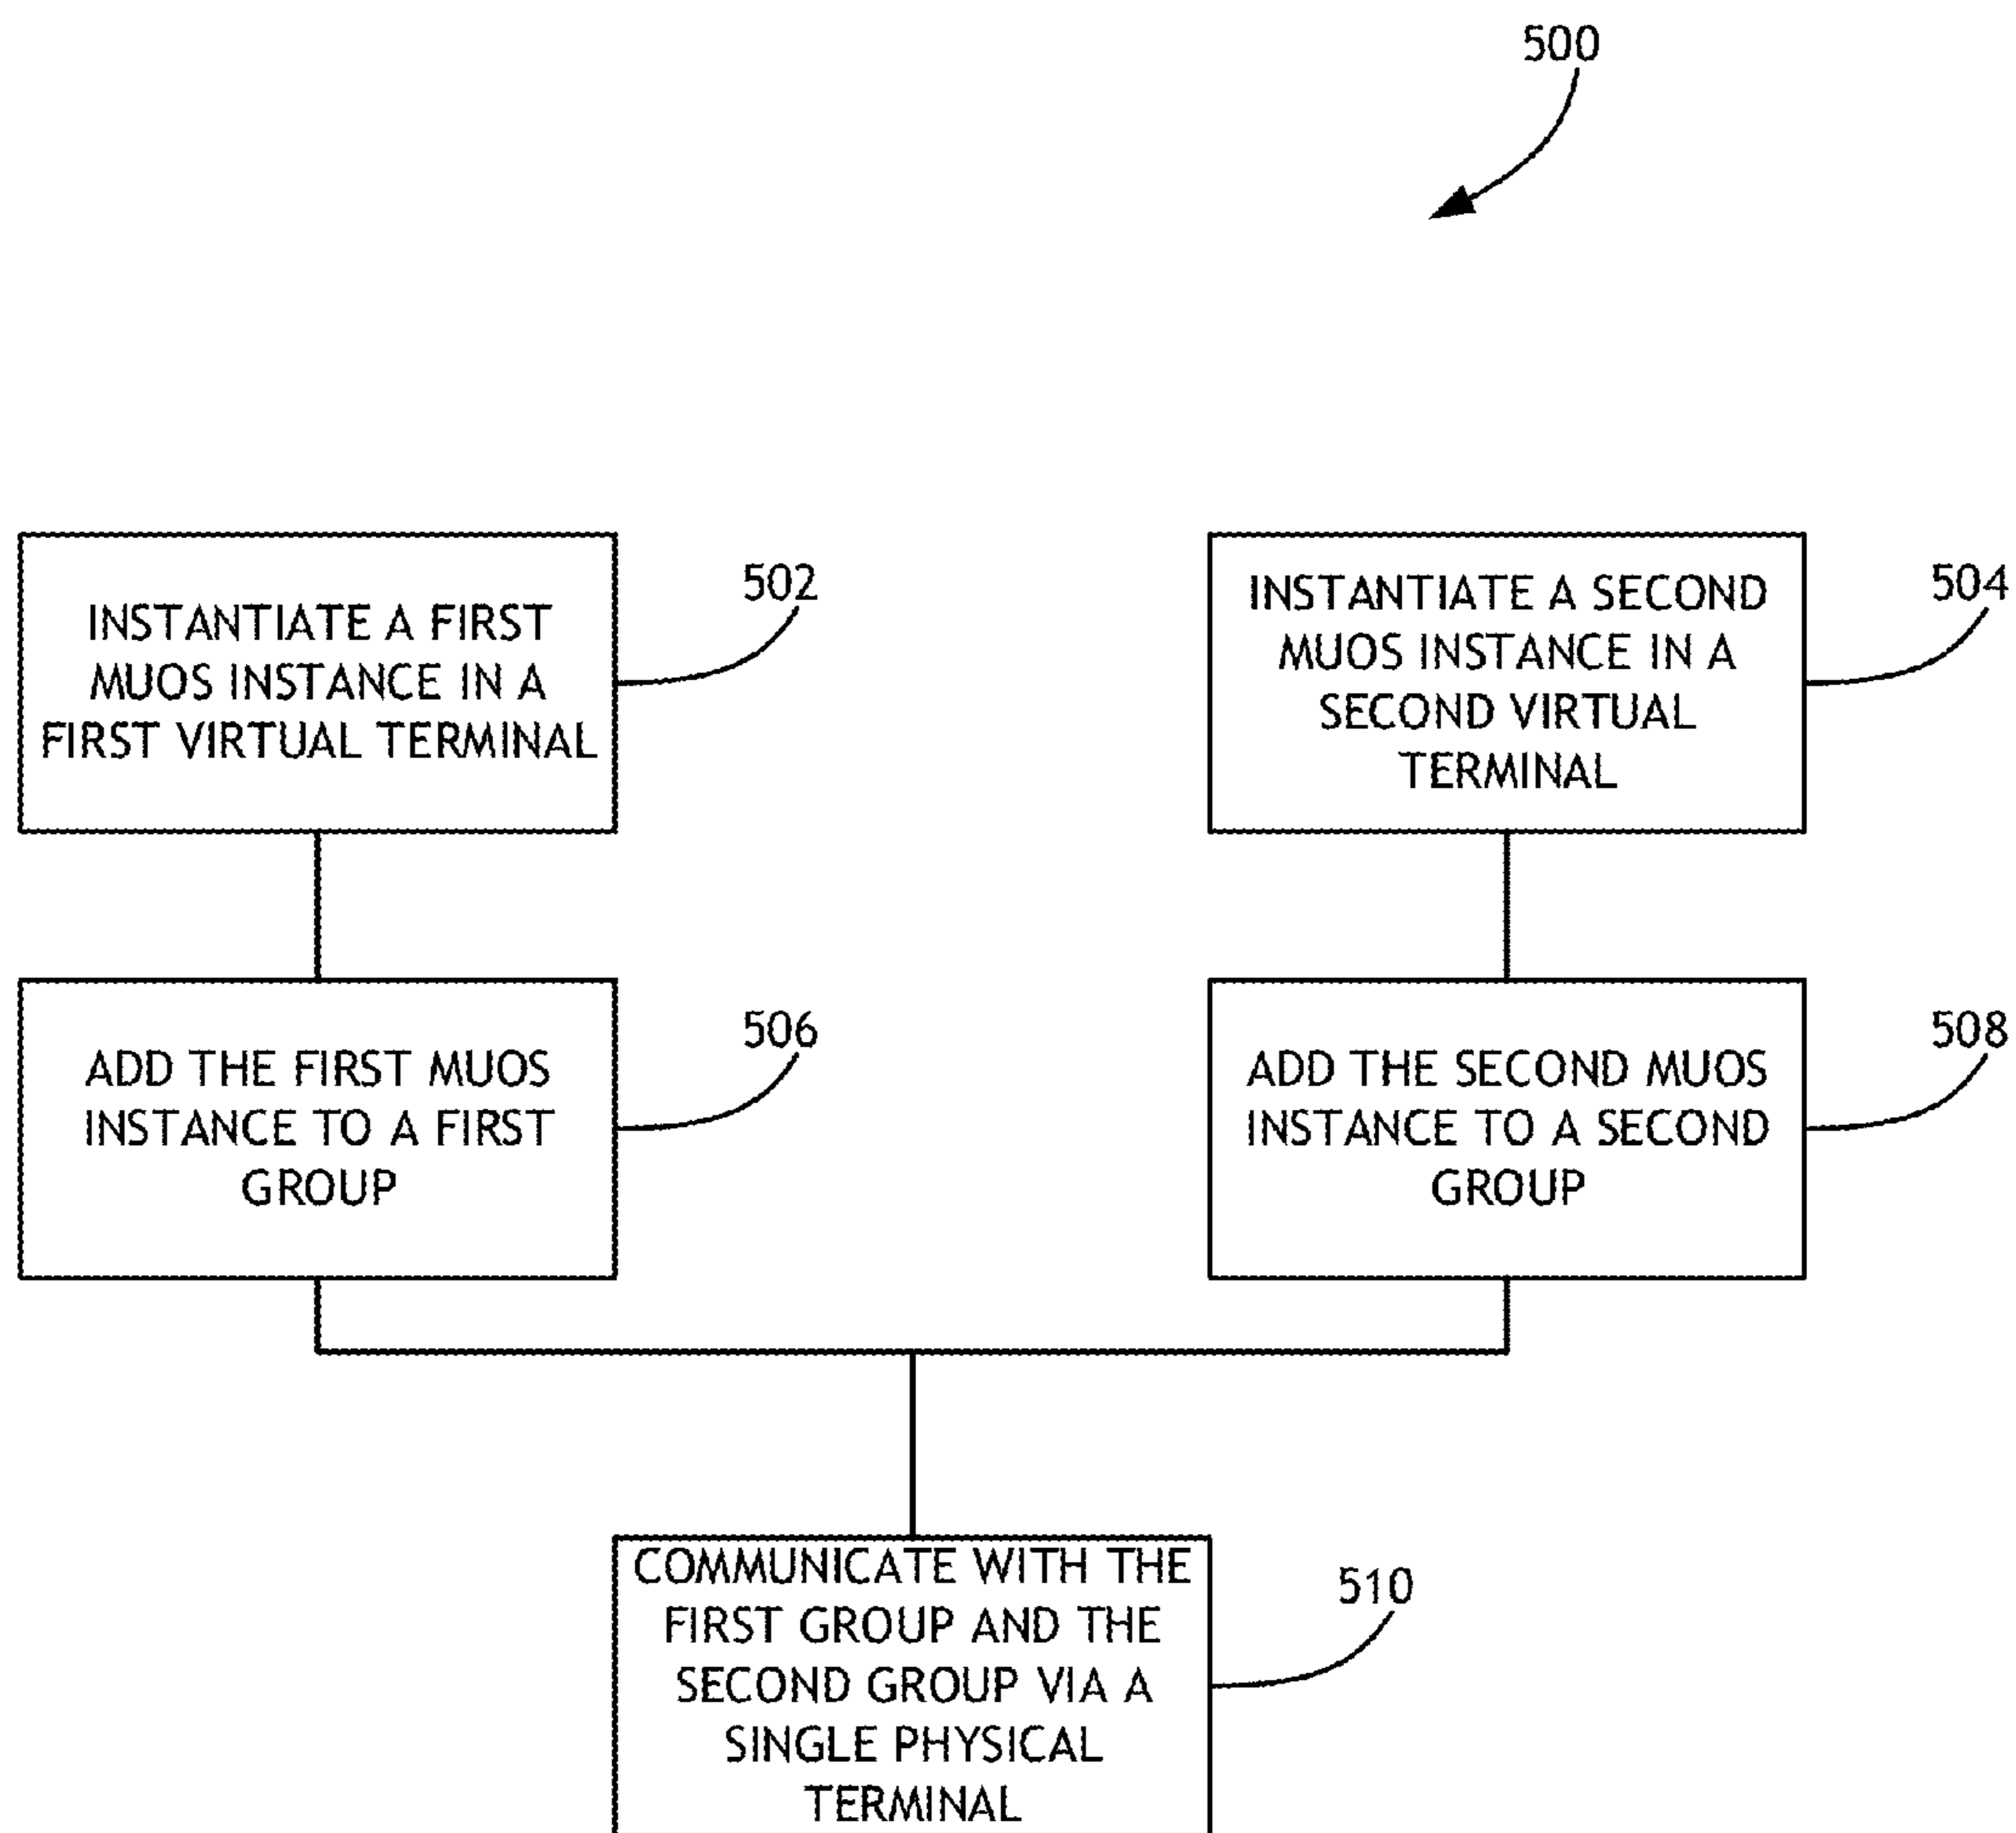 500
INSTANTIATE A FIRST
MUOS INSTANCE IN A
FIRST VIRTUAL TERMINAL
502
INSTANTIATE A SECOND
MUOS INSTANCE IN A
SECOND VIRTUAL
TERMINAL
504
ADD THE FIRST MUOS
INSTANCE TO A FIRST
GROUP
506
ADD THE SECOND MUOS
INSTANCE TO A SECOND
GROUP
508
COMMUNICATE WITH THE
FIRST GROUP AND THE
SECOND GROUP VIA A
SINGLE PHYSICAL
TERMINAL
510